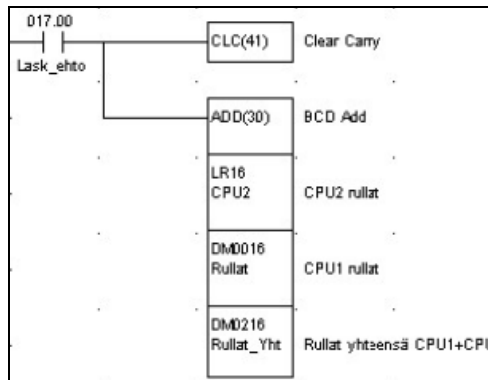 017.00
Lask_ehto
CLC(41) Clear Carry
ADD(30) BCD Add
LR16
CPU2 CPU2 rullat
DM0016
Rullat CPU1 rullat
DM0216
Rullat_Yht Rullat yhteensä CPU1+CPU